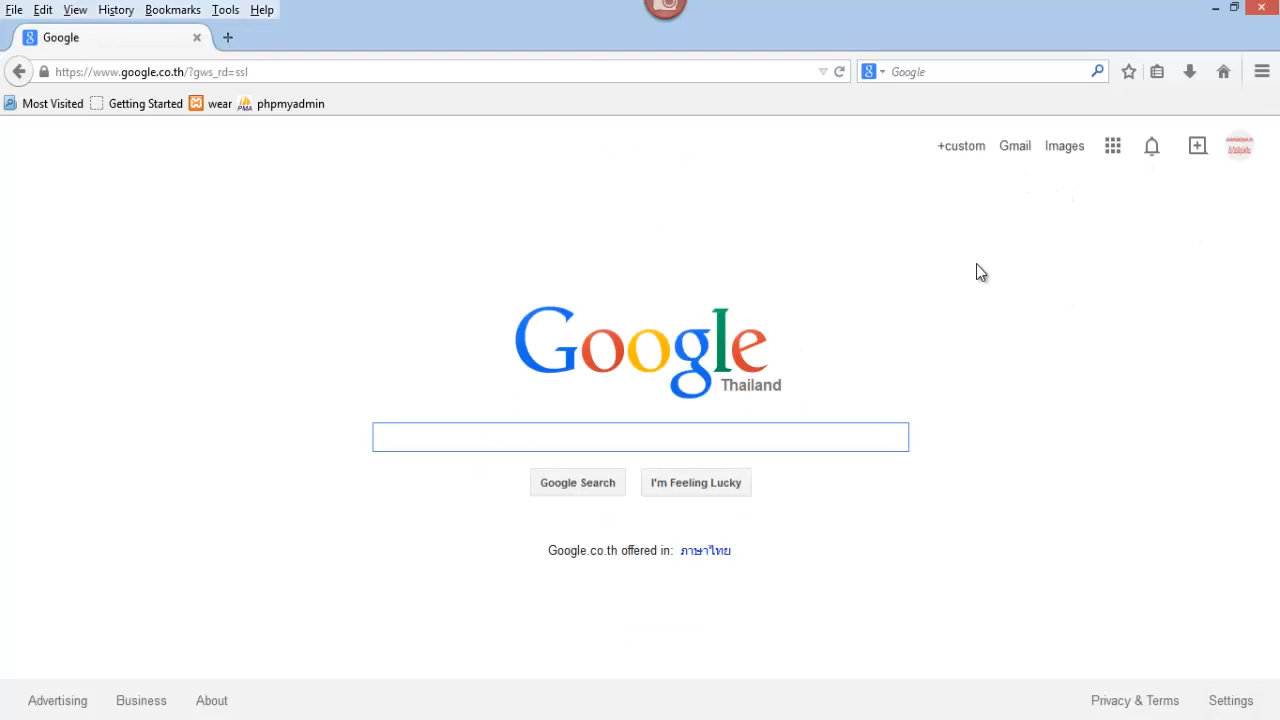 File Edit View History Bookmarks Tools Help
Google
https://www.google.co.th/?gws_rd=ssl
Google
Most Visited Getting Started wear phpmyadmin
+custom Gmail Images
Google
Thailand
Google Search I'm Feeling Lucky
Google.co.th offered in: ภาษาไทย
Advertising Business About Privacy & Terms Settings